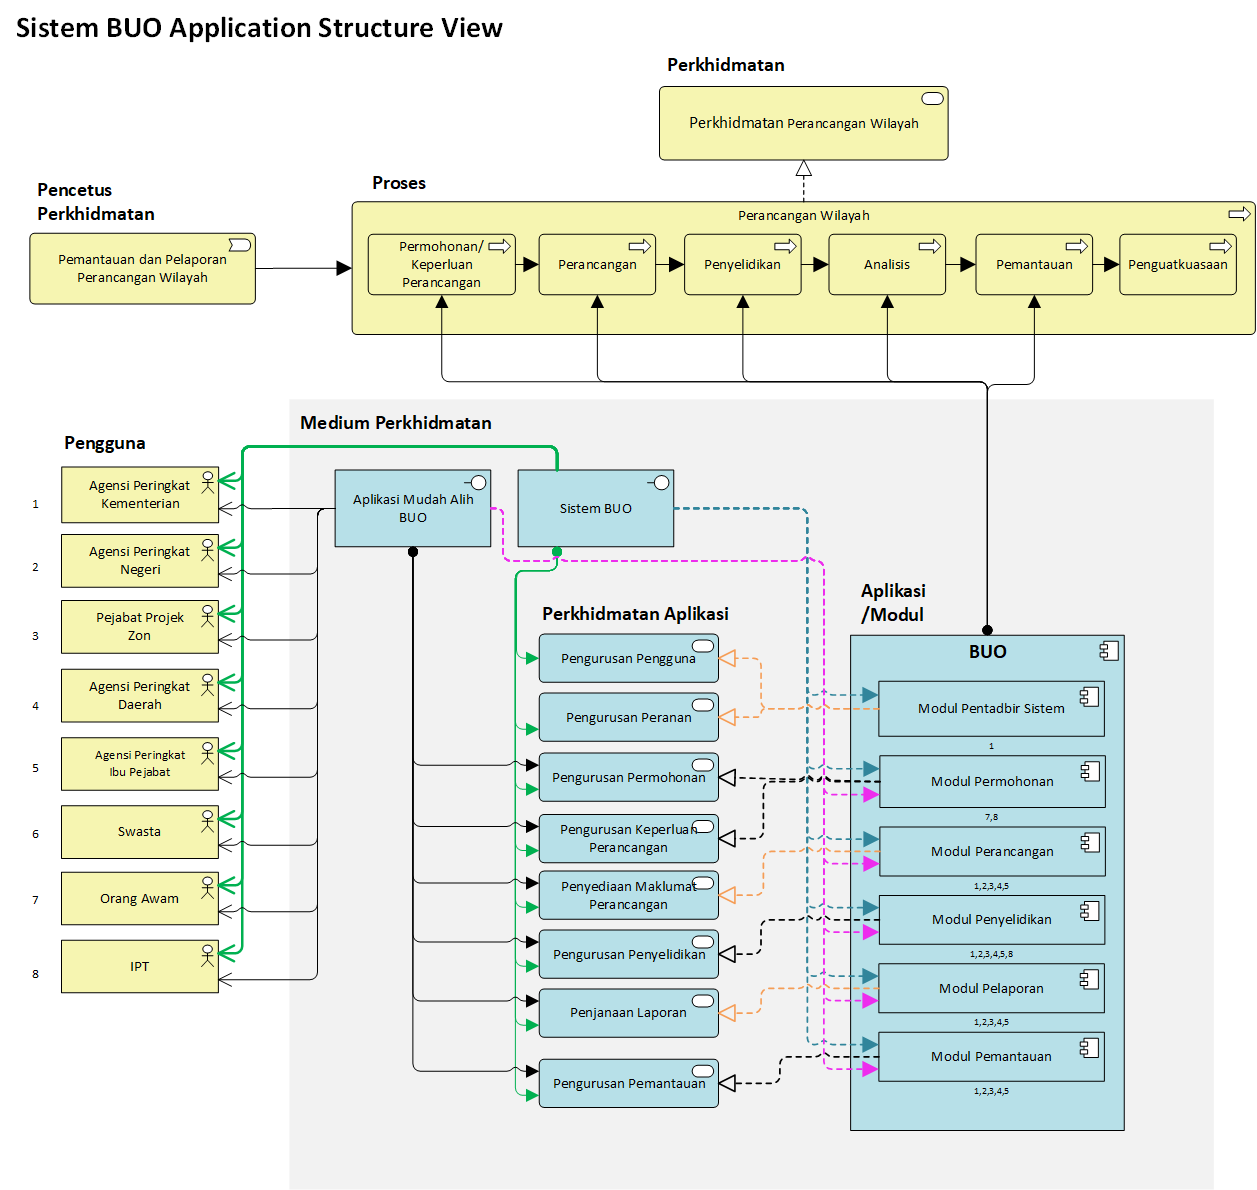 Sistem BUO Application Structure View
Perkhidmatan
Perkhidmatan Perancangan Wilayah
Pencetus
Perkhidmatan
Proses
Pemantauan dan Pelaporan
Perancangan Wilayah
Perancangan Wilayah
Permohonan/
Keperluan
Perancangan
Perancangan
Penyelidikan
Analisis
Pemantauan
Penguatkuasaan
Medium Perkhidmatan
Pengguna
1
Agensi Peringkat
Kementerian
2
Agensi Peringkat
Negeri
3
Pejabat Projek
Zon
4
Agensi Peringkat
Daerah
5
Agensi Peringkat
Ibu Pejabat
6
Swasta
7
Orang Awam
8
IPT
Aplikasi Mudah Alih
BUO
Sistem BUO
Perkhidmatan Aplikasi
Pengurusan Pengguna
Pengurusan Peranan
Pengurusan Permohonan
Pengurusan Keperluan
Perancangan
Penyediaan Maklumat
Perancangan
Pengurusan Penyelidikan
Penjanaan Laporan
Pengurusan Pemantauan
Aplikasi
/Modul
BUO
Modul Pentadbir Sistem
1
Modul Permohonan
7,8
Modul Perancangan
1,2,3,4,5
Modul Penyelidikan
1,2,3,4,5,8
Modul Pelaporan
1,2,3,4,5
Modul Pemantauan
1,2,3,4,5